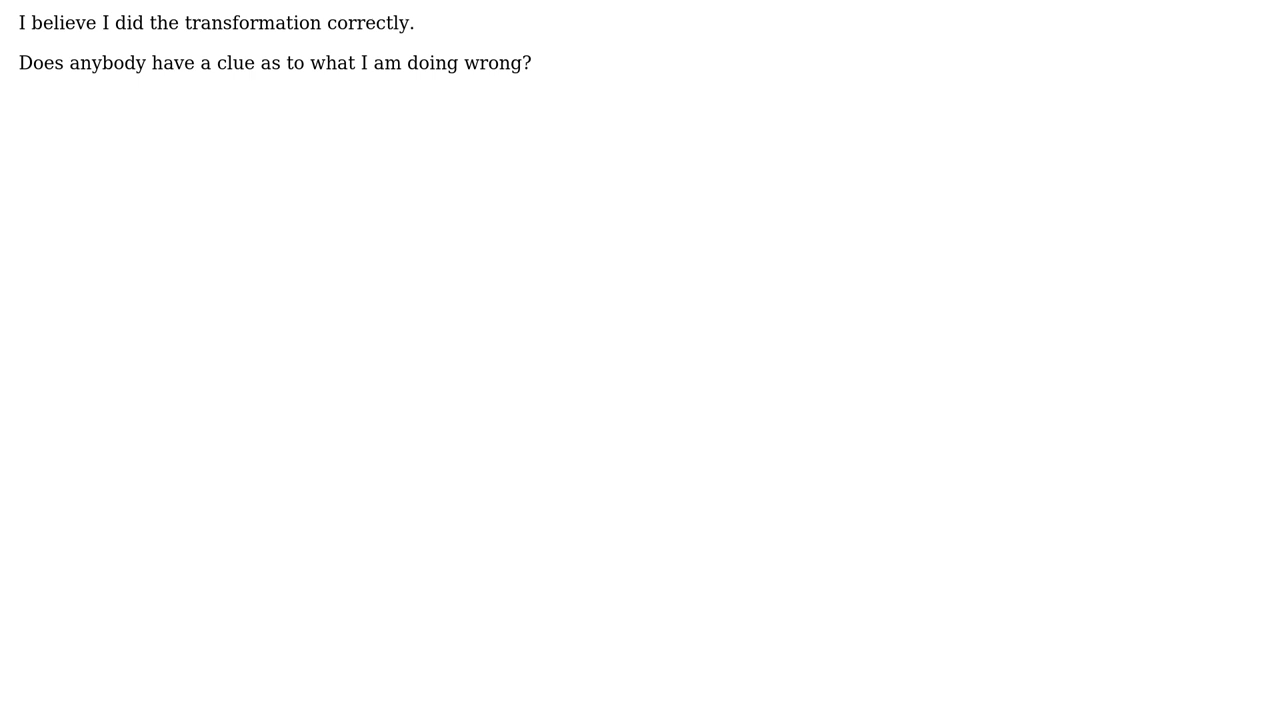 I believe I did the transformation correctly.
Does anybody have a clue as to what I am doing wrong?